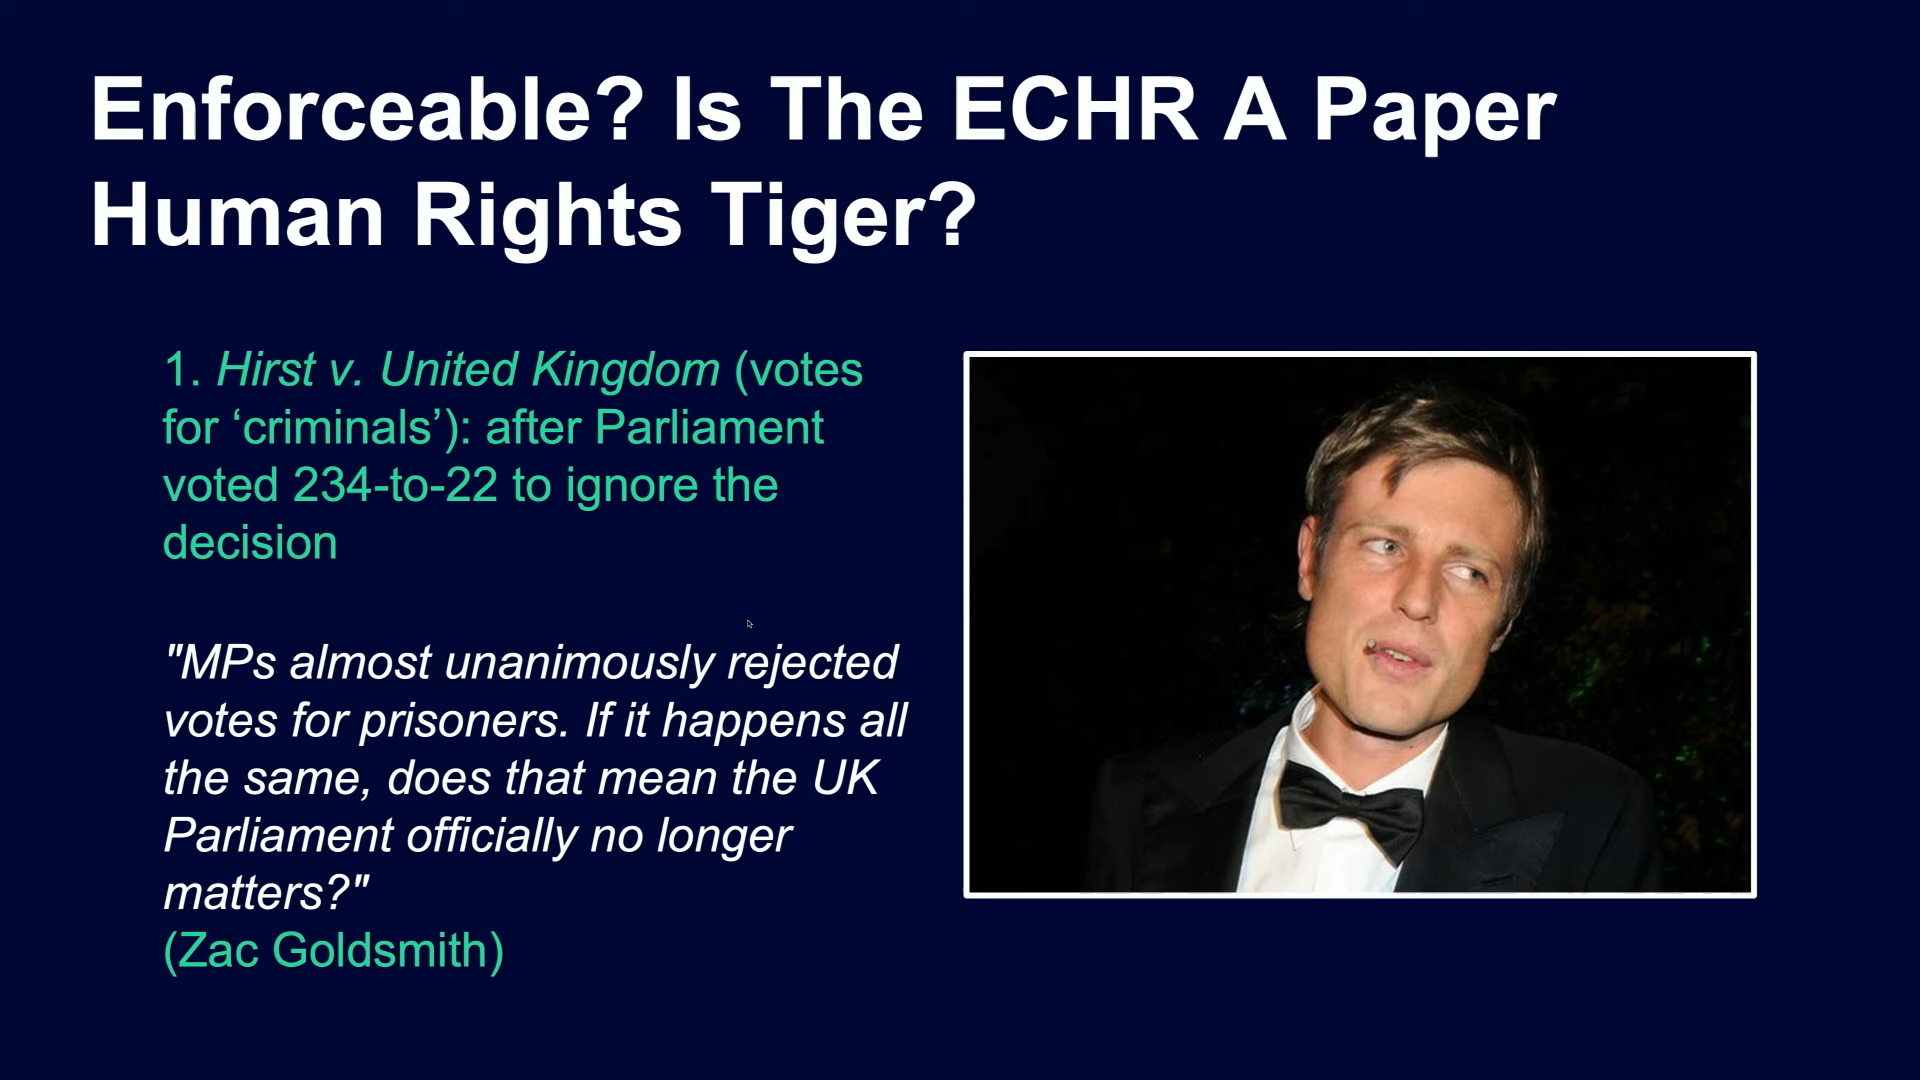 Enforceable? Is The ECHR A Paper
Human Rights Tiger?
1. Hirst v. United Kingdom (votes
for ‘criminals’): after Parliament
voted 234-to-22 to ignore the
decision
"MPs almost unanimously rejected
votes for prisoners. If it happens all
the same, does that mean the UK
Parliament officially no longer
matters?"
(Zac Goldsmith)